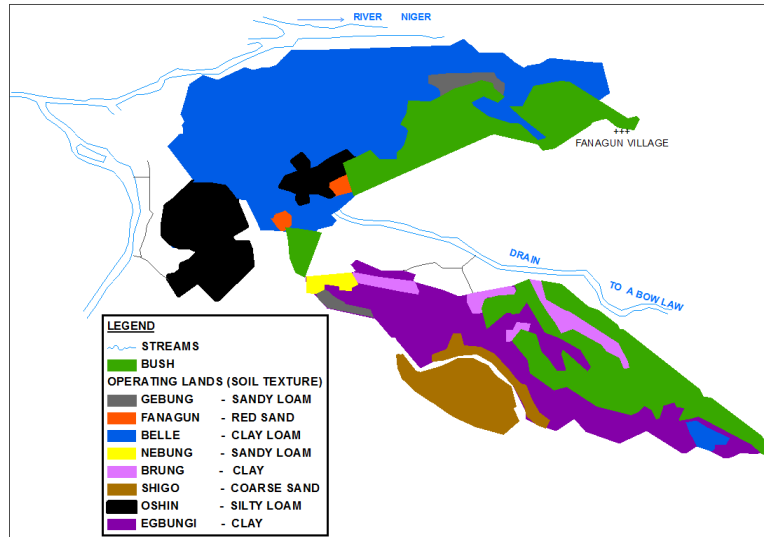 RIVER NIGER
FANAGUN VILLAGE
DRAIN
TO A BOW LAW
LEGEND
STREAMS
BUSH
OPERATING LANDS (SOIL TEXTURE)
GEBUNG - SANDY LOAM
FANAGUN - RED SAND
BELLE - CLAY LOAM
NEBUNG - SANDY LOAM
BRUNG - CLAY
SHIGO - COARSE SAND
OSHIN - SILTY LOAM
EGBUNGI - CLAY